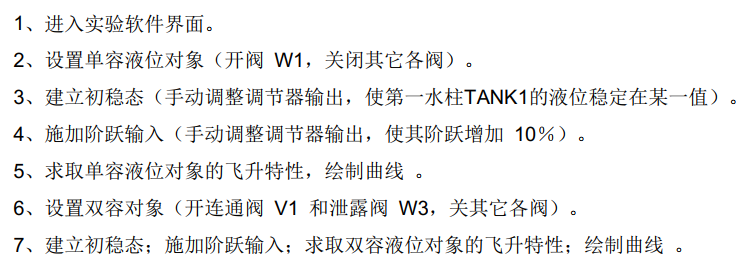 1、进入实验软件界面。
2、设置单容液位对象（开阀 W1，关闭其它各阀）。
3、建立初稳态（手动调整调节器输出，使第一水柱TANK1的液位稳定在某一值）。
4、施加阶跃输入（手动调整调节器输出，使其阶跃增加 10％）。
5、求取单容液位对象的飞升特性，绘制曲线 。
6、设置双容对象（开连通阀 V1 和泄露阀 W3，关其它各阀）。
7、建立初稳态；施加阶跃输入；求取双容液位对象的飞升特性；绘制曲线 。